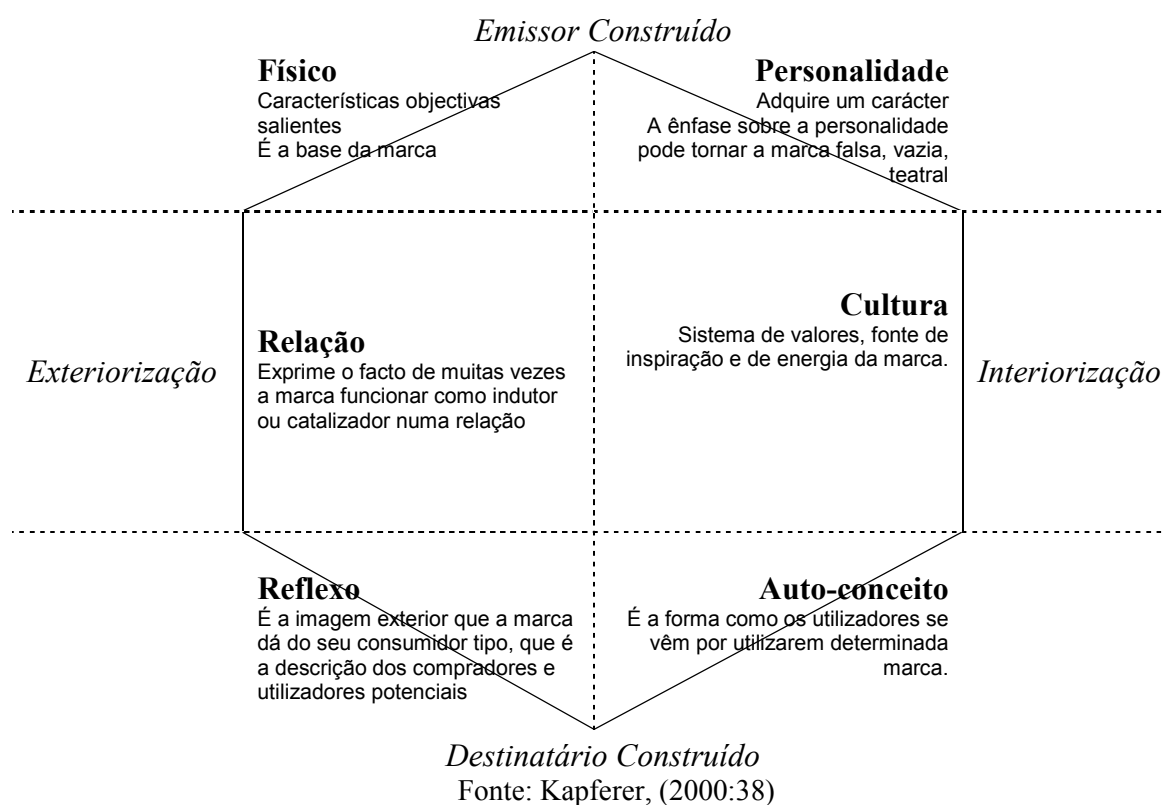 Emissor Construído
Físico
Características objectivas
salientes
É a base da marca
Personalidade
Adquire um carácter
A ênfase sobre a personalidade
pode tornar a marca falsa, vazia,
teatral
Exteriorização
Relação
Exprime o facto de muitas vezes
a marca funcionar como indutor
ou catalizador numa relação
Cultura
Sistema de valores, fonte de
inspiração e de energia da marca.
Interiorização
Reflexo
É a imagem exterior que a marca
dá do seu consumidor tipo, que é
a descrição dos compradores e
utilizadores potenciais
Auto-conceito
É a forma como os utilizadores se
vêm por utilizarem determinada
marca.
Destinatário Construído
Fonte: Kapferer, (2000:38)